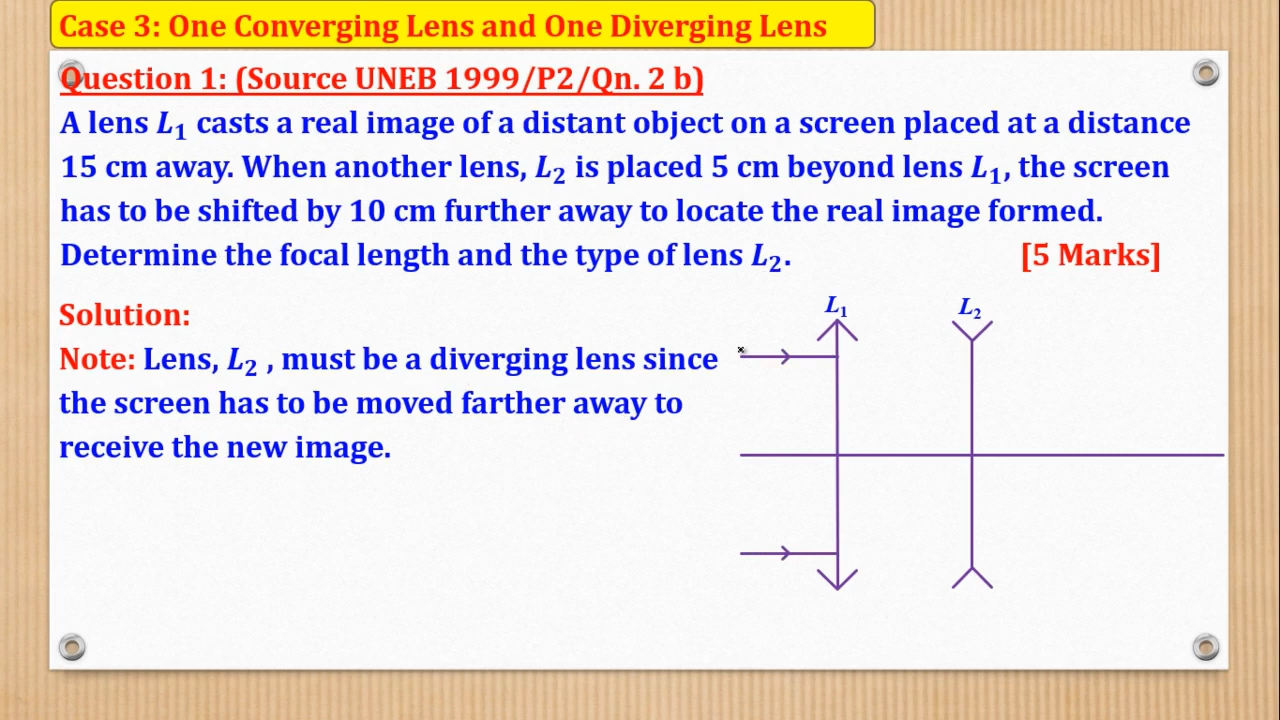 Case 3: One Converging Lens and One Diverging Lens
Question 1: (Source UNEB 1999/P2/Qn. 2 b)
A lens L₁ casts a real image of a distant object on a screen placed at a distance
15 cm away. When another lens, L₂ is placed 5 cm beyond lens L₁, the screen
has to be shifted by 10 cm further away to locate the real image formed.
Determine the focal length and the type of lens L₂. [5 Marks]
Solution:
Note: Lens, L₂ , must be a diverging lens since
the screen has to be moved farther away to
receive the new image.
L₁
L₂